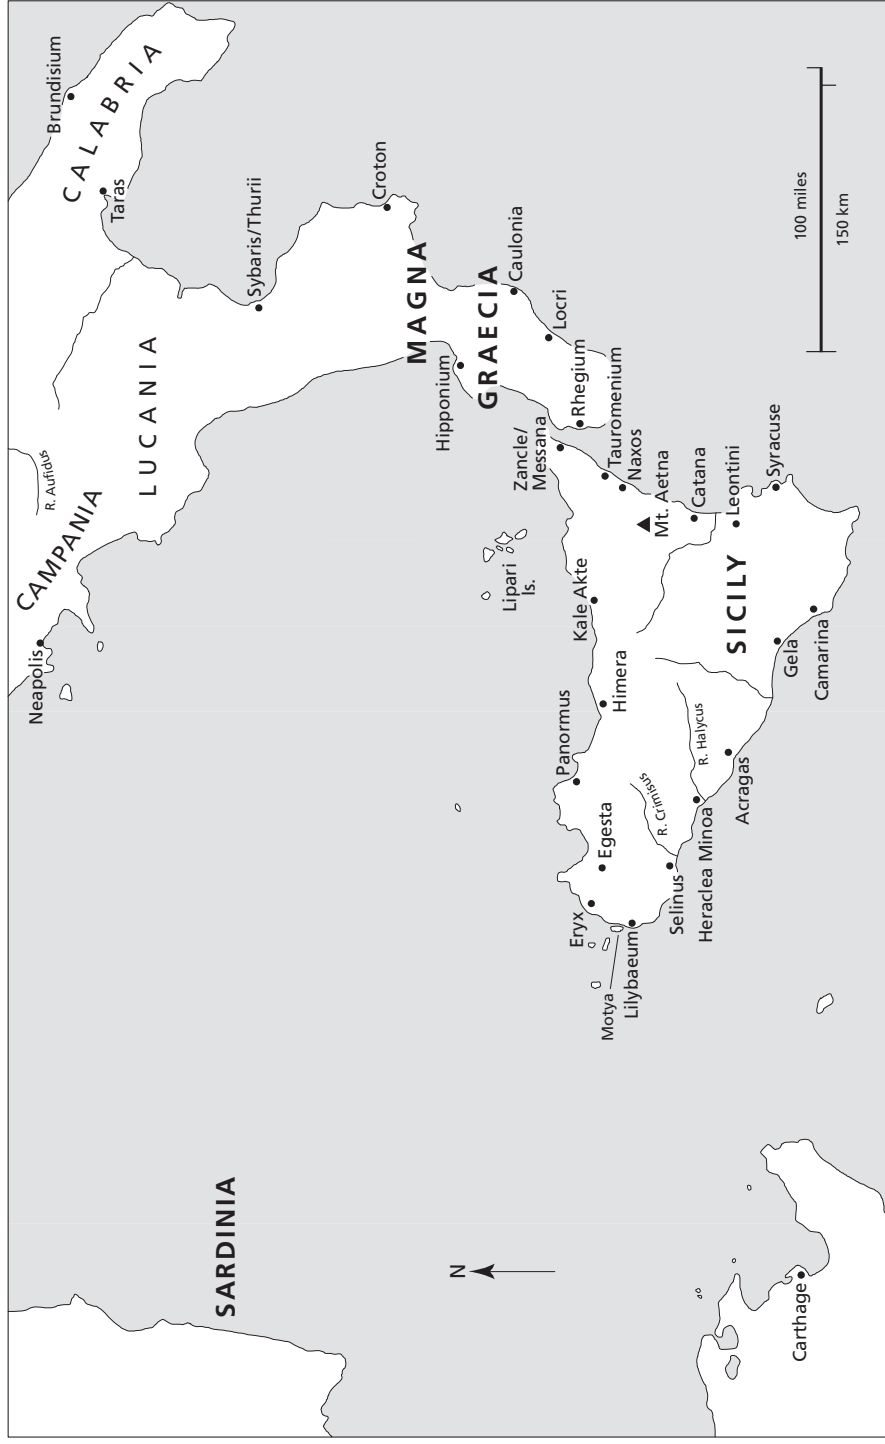 Brundisium
CALABRIA
Taras
Neapolis
CAMPANIA
R. Aufidus
LUCANIA
Sybaris/Thurii
Croton
MAGNA
GRAECIA
Hipponium
Caulonia
Locri
Rhegium
Zancle/
Messana
Tauromenium
Naxos
Mt. Aetna
Catana
Leontini
Syracuse
Lipari
Is.
Kale Akte
Himera
Panormus
SICILY
Gela
Camarina
R. Halycus
R. Crimisus
Acragas
Heraclea Minoa
Egesta
Selinus
Eryx
Motya
Lilybaeum
SARDINIA
N
Carthage
100 miles
150 km